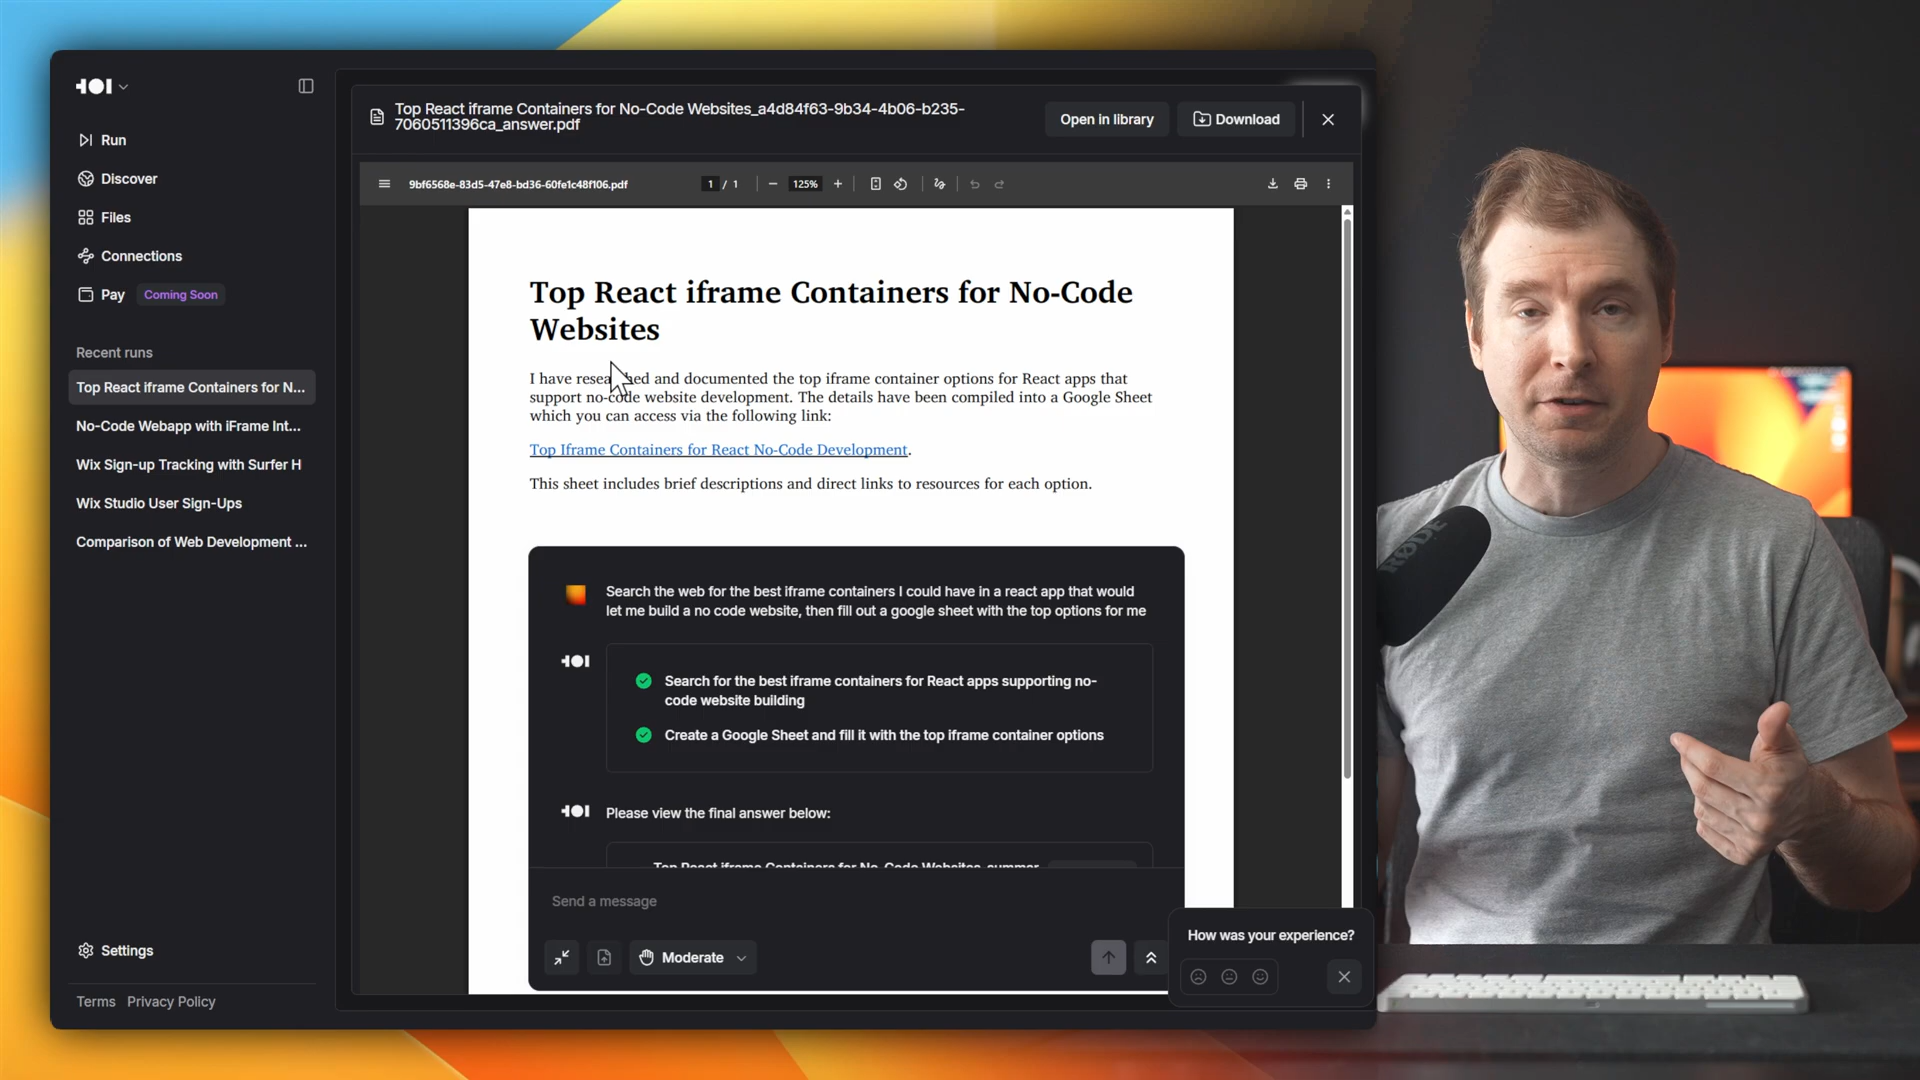 Run
Discover
Files
Connections
Pay Coming Soon
Recent runs
Top React iframe Containers for N...
No-Code Webapp with iFrame Int...
Wix Sign-up Tracking with Surfer H
Wix Studio User Sign-Ups
Comparison of Web Development ...
Settings
Terms Privacy Policy
Top React iframe Containers for No-Code Websites_a4d84f63-9b34-4b06-b235-
7060511396ca_answer.pdf
Open in library
Download
9bf6568e-83d5-47e8-bd36-60fe1c48f106.pdf
1 / 1
125%
Top React iframe Containers for No-Code
Websites
I have researched and documented the top iframe container options for React apps that
support no-code website development. The details have been compiled into a Google Sheet
which you can access via the following link:
Top Iframe Containers for React No-Code Development.
This sheet includes brief descriptions and direct links to resources for each option.
Search the web for the best iframe containers I could have in a react app that would
let me build a no code website, then fill out a google sheet with the top options for me
Search for the best iframe containers for React apps supporting no-
code website building
Create a Google Sheet and fill it with the top iframe container options
Please view the final answer below:
Top React iframe Containers for No-Code Websites_summar
Send a message
Moderate
How was your experience?
RØDE